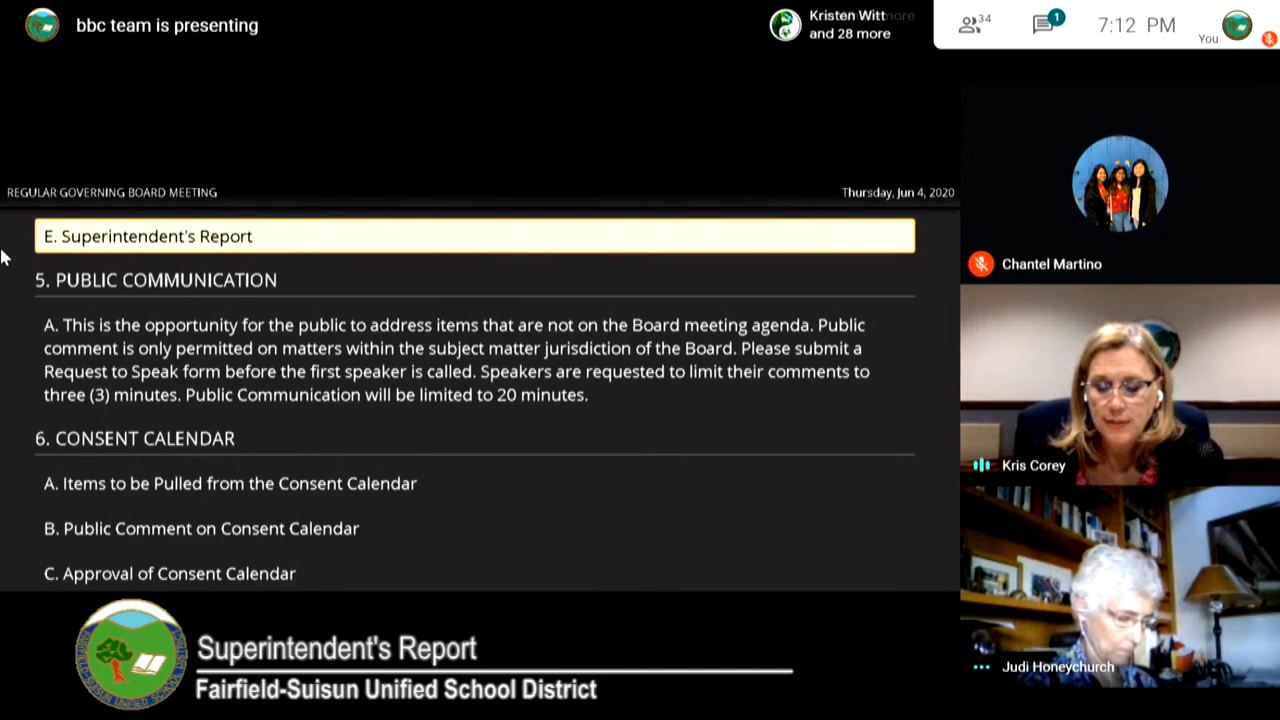 bbc team is presenting
Kristen Witt
and 28 more
34
1
7:12 PM
You
REGULAR GOVERNING BOARD MEETING
Thursday, Jun 4, 2020
E. Superintendent's Report
5. PUBLIC COMMUNICATION
A. This is the opportunity for the public to address items that are not on the Board meeting agenda. Public
comment is only permitted on matters within the subject matter jurisdiction of the Board. Please submit a
Request to Speak form before the first speaker is called. Speakers are requested to limit their comments to
three (3) minutes. Public Communication will be limited to 20 minutes.
6. CONSENT CALENDAR
A. Items to be Pulled from the Consent Calendar
B. Public Comment on Consent Calendar
C. Approval of Consent Calendar
Chantel Martino
Kris Corey
Judi Honeychurch
Superintendent's Report
Fairfield-Suisun Unified School District